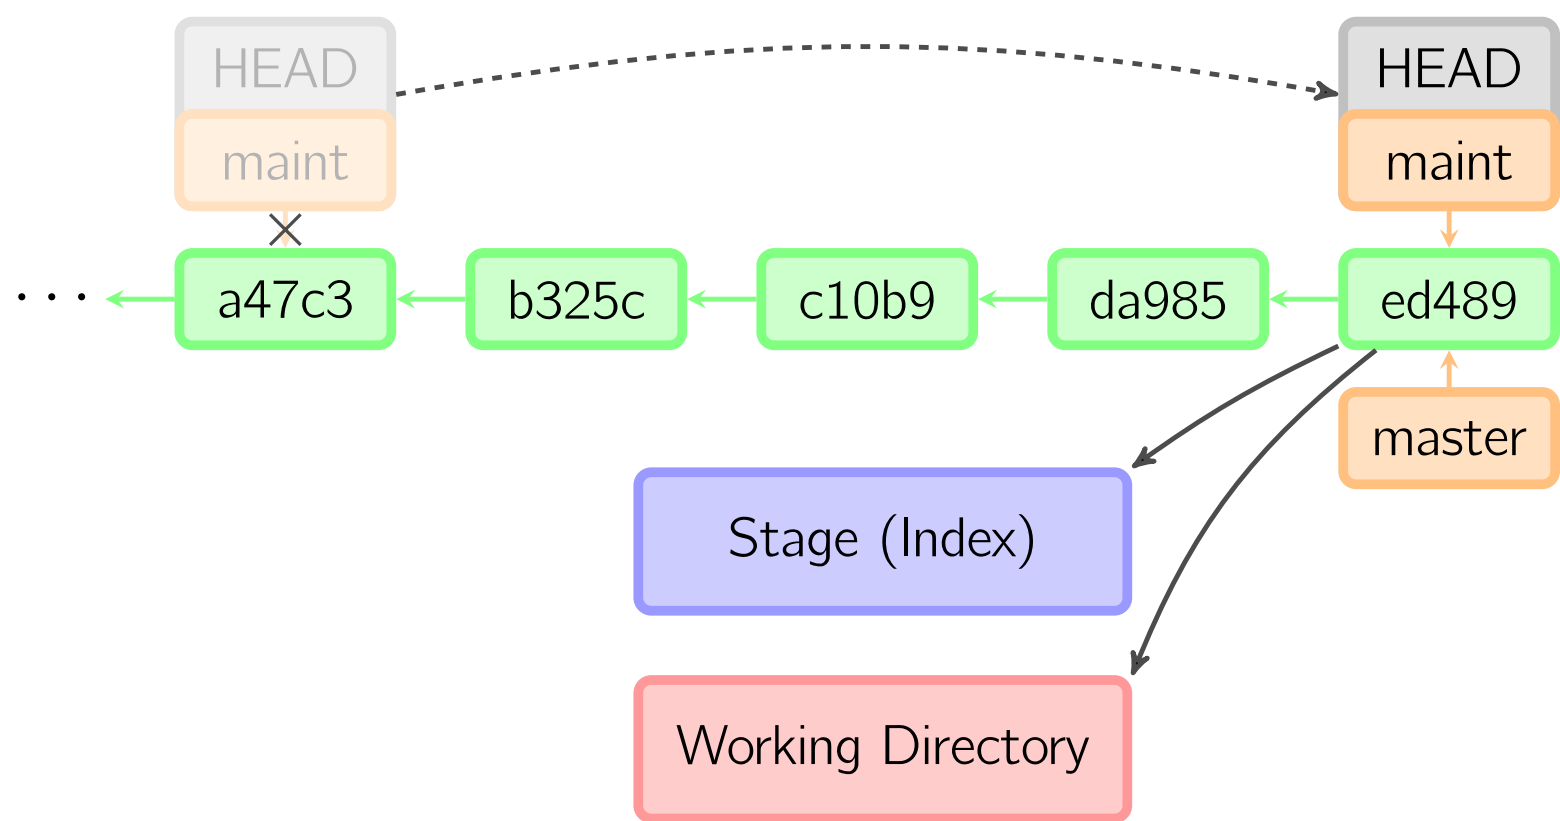 HEAD HEAD
maint maint
... a47c3 b325c c10b9 da985 ed489
master
Stage (Index)
Working Directory